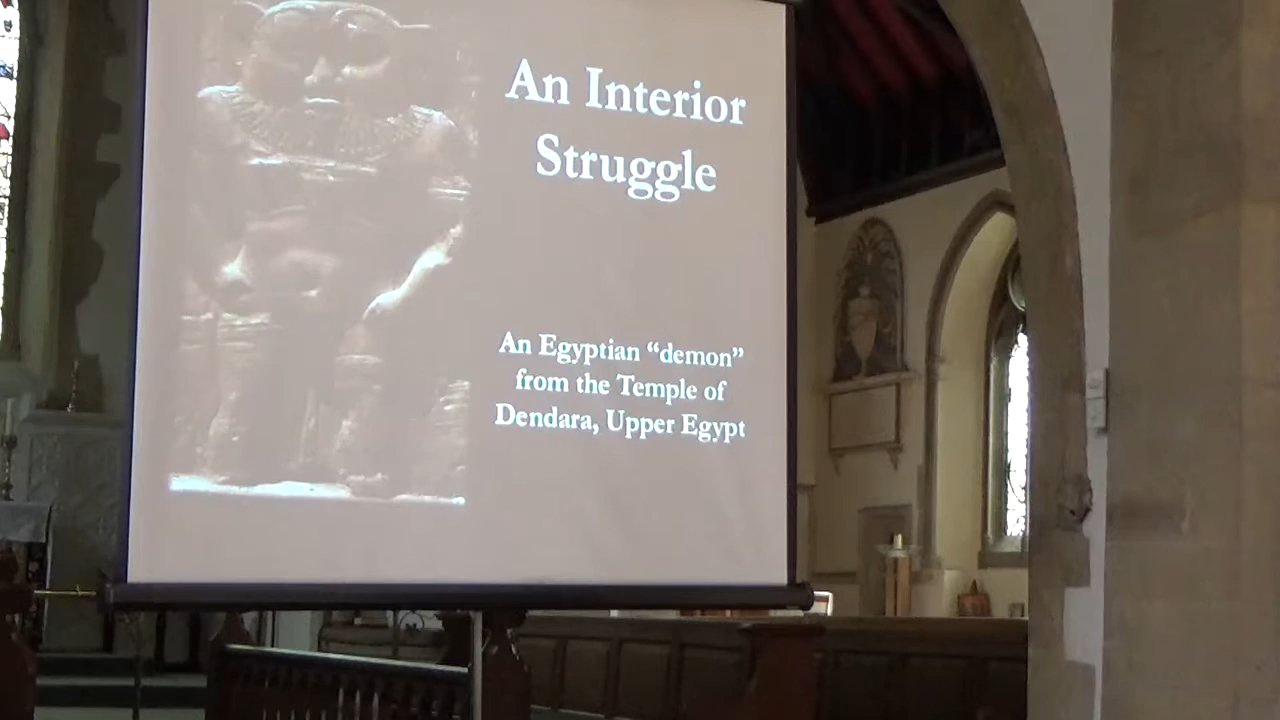 An Interior
Struggle
An Egyptian “demon”
from the Temple of
Dendara, Upper Egypt